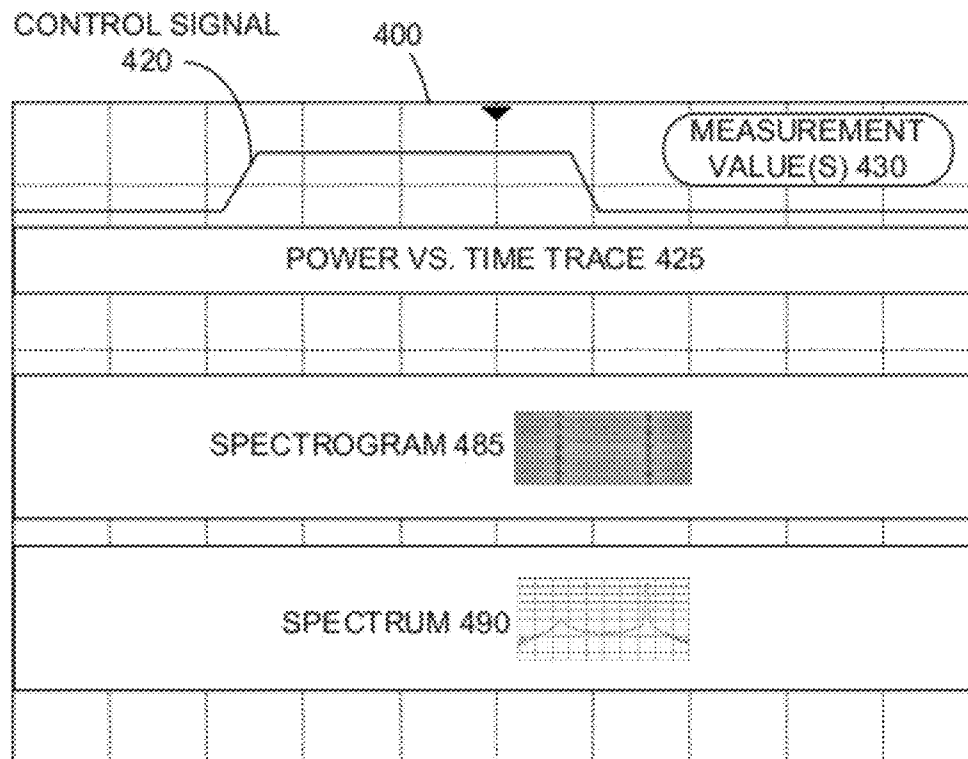 CONTROL SIGNAL
420
400
MEASUREMENT
VALUE(S) 430
POWER VS. TIME TRACE 425
SPECTROGRAM 485
SPECTRUM 490